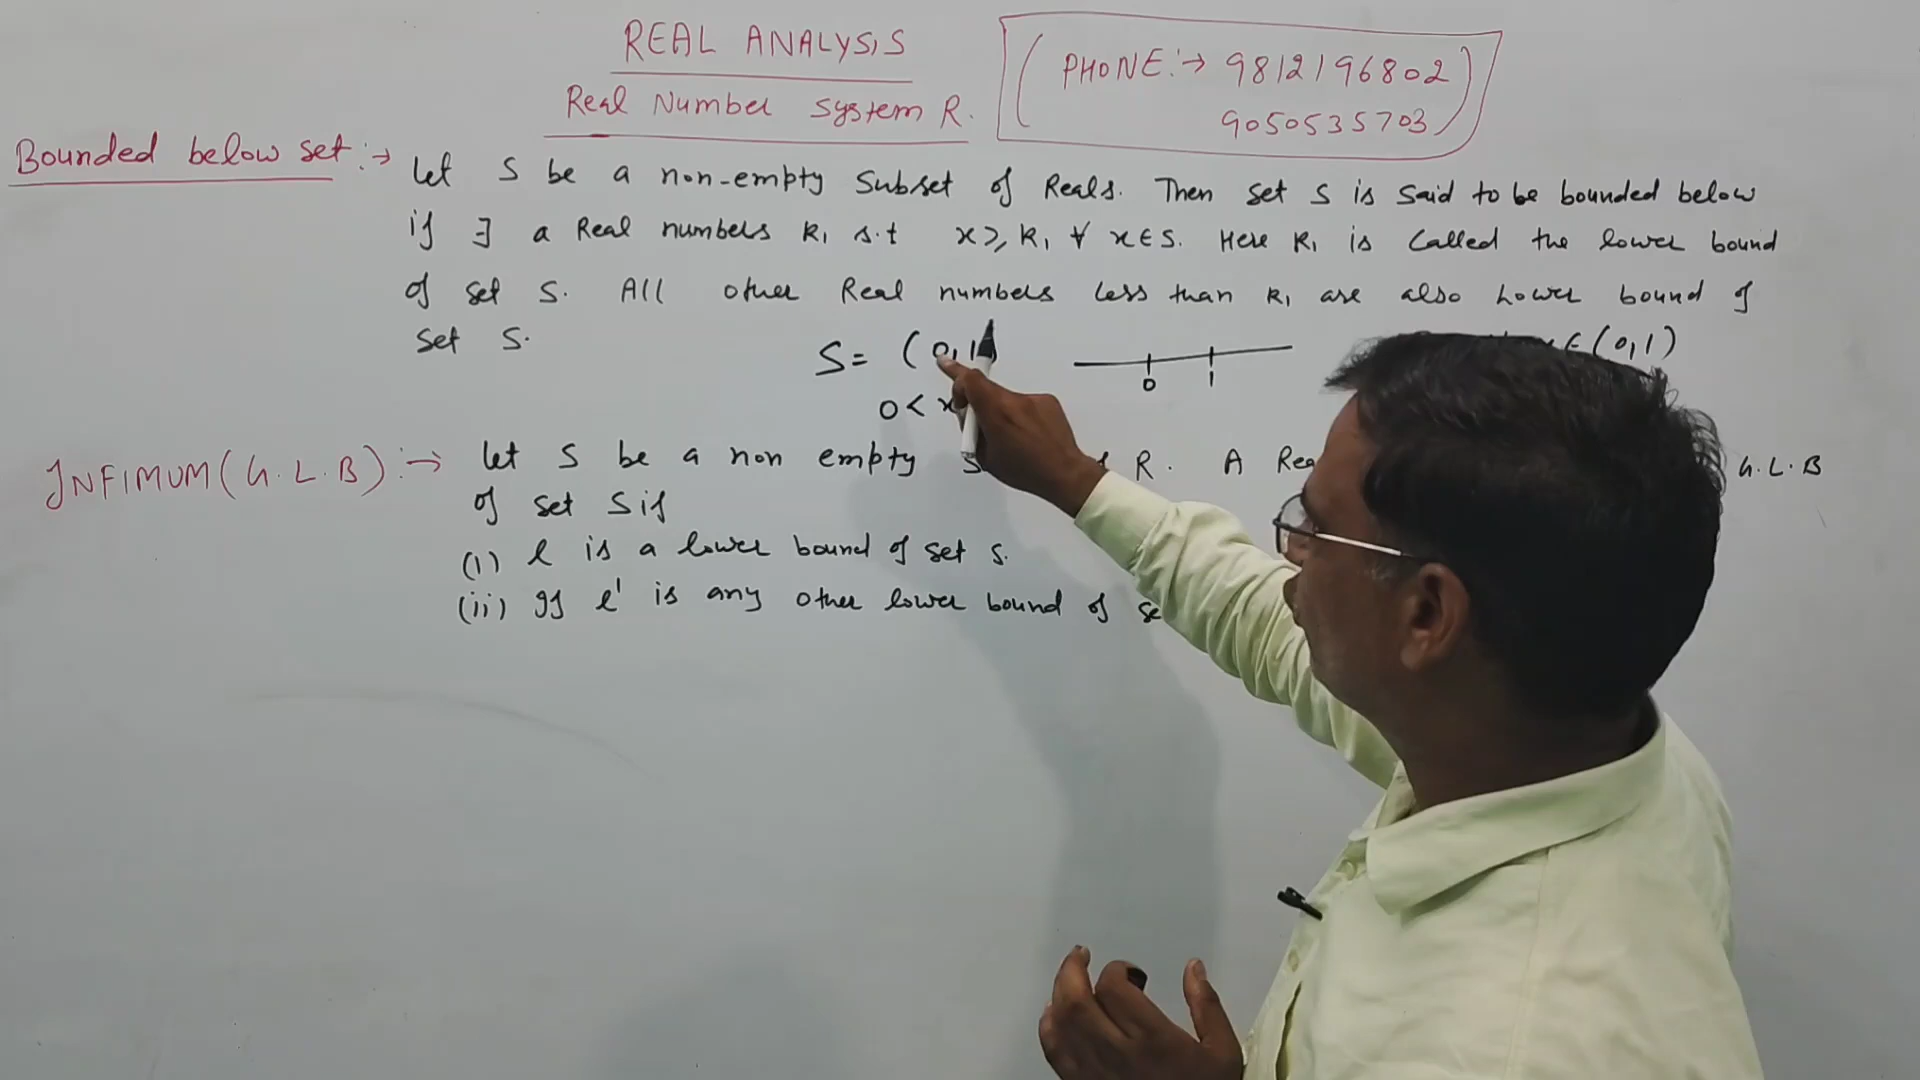 REAL ANALYSIS
Real Number System R.
( PHONE:→ 9812196802
9050535703 )
Bounded below set :→ Let S be a non-empty Subset of Reals. Then set S is said to be bounded below
if ∃ a Real numbers k₁ s.t x ≥ k₁ ∀ x ∈ S. Here k₁ is called the lower bound
of set S. All other Real numbers less than k₁ are also Lower bound of
set S.
S = (0,1)
0 1
∈ (0,1)
0 < x
INFIMUM (G.L.B) :→ Let S be a non empty R. A G.L.B
of set S if
(i) l is a lower bound of set S.
(ii) If l' is any other lower bound of